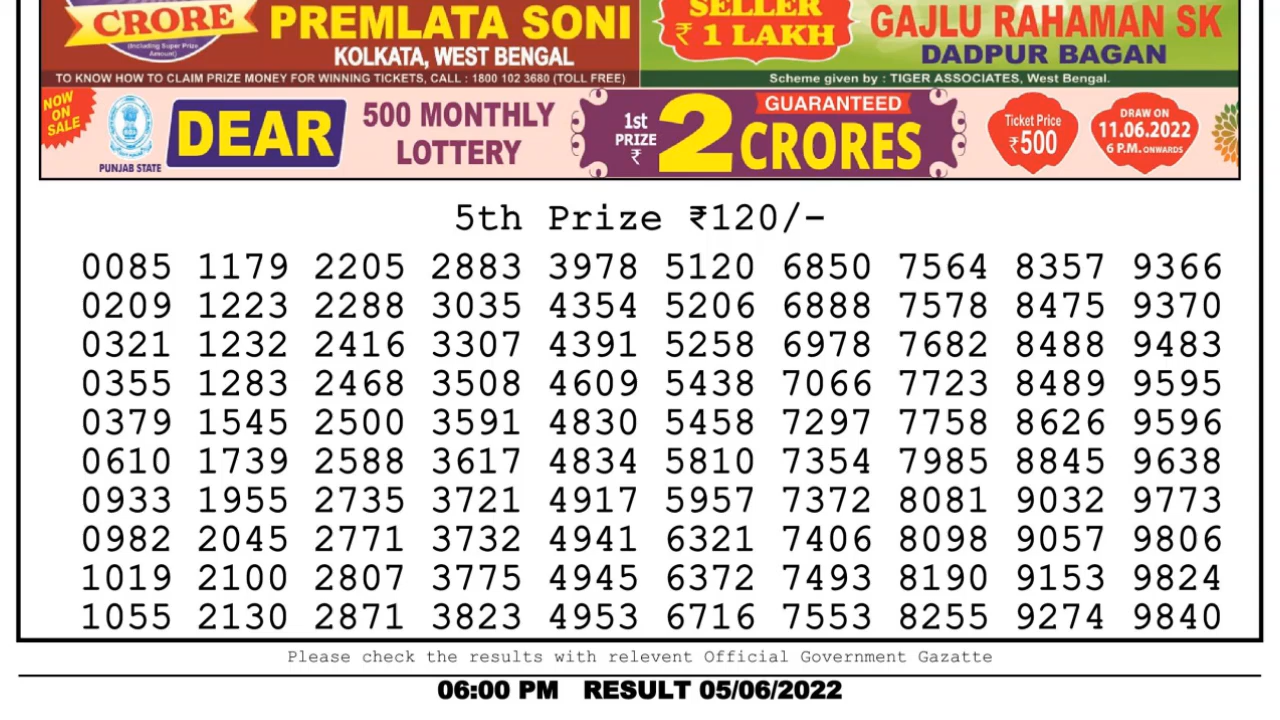 CRORE
(Including Super Prize
Amount)
PREMLATA SONI
KOLKATA, WEST BENGAL
TO KNOW HOW TO CLAIM PRIZE MONEY FOR WINNING TICKETS, CALL : 1800 102 3680 (TOLL FREE)
SELLER
₹ 1 LAKH
GAJLU RAHAMAN SK
DADPUR BAGAN
Scheme given by : TIGER ASSOCIATES, West Bengal.
NOW
ON
SALE
PUNJAB STATE
DEAR
500 MONTHLY
LOTTERY
1st
PRIZE
₹
2
GUARANTEED
CRORES
Ticket Price
₹500
DRAW ON
11.06.2022
6 P.M. ONWARDS
5th Prize ₹120/-
0085 1179 2205 2883 3978 5120 6850 7564 8357 9366
0209 1223 2288 3035 4354 5206 6888 7578 8475 9370
0321 1232 2416 3307 4391 5258 6978 7682 8488 9483
0355 1283 2468 3508 4609 5438 7066 7723 8489 9595
0379 1545 2500 3591 4830 5458 7297 7758 8626 9596
0610 1739 2588 3617 4834 5810 7354 7985 8845 9638
0933 1955 2735 3721 4917 5957 7372 8081 9032 9773
0982 2045 2771 3732 4941 6321 7406 8098 9057 9806
1019 2100 2807 3775 4945 6372 7493 8190 9153 9824
1055 2130 2871 3823 4953 6716 7553 8255 9274 9840
Please check the results with relevent Official Government Gazatte
06:00 PM RESULT 05/06/2022